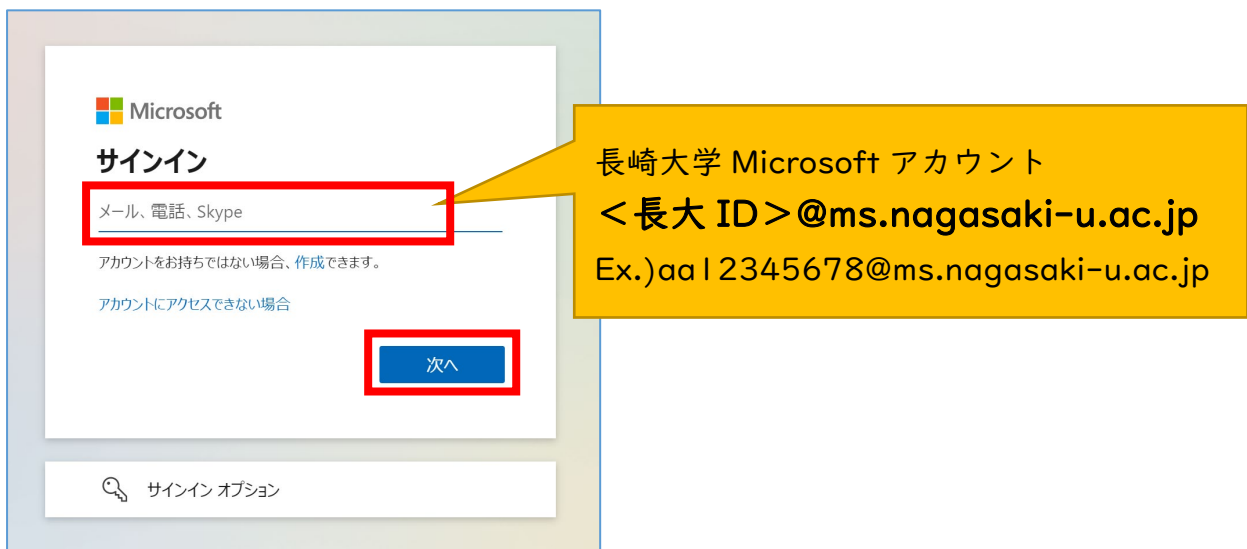 Microsoft
サインイン
メール、電話、Skype
アカウントをお持ちではない場合、作成できます。
アカウントにアクセスできない場合
次へ
サインイン オプション
長崎大学 Microsoft アカウント
＜長大 ID＞@ms.nagasaki-u.ac.jp
Ex.)aa12345678@ms.nagasaki-u.ac.jp